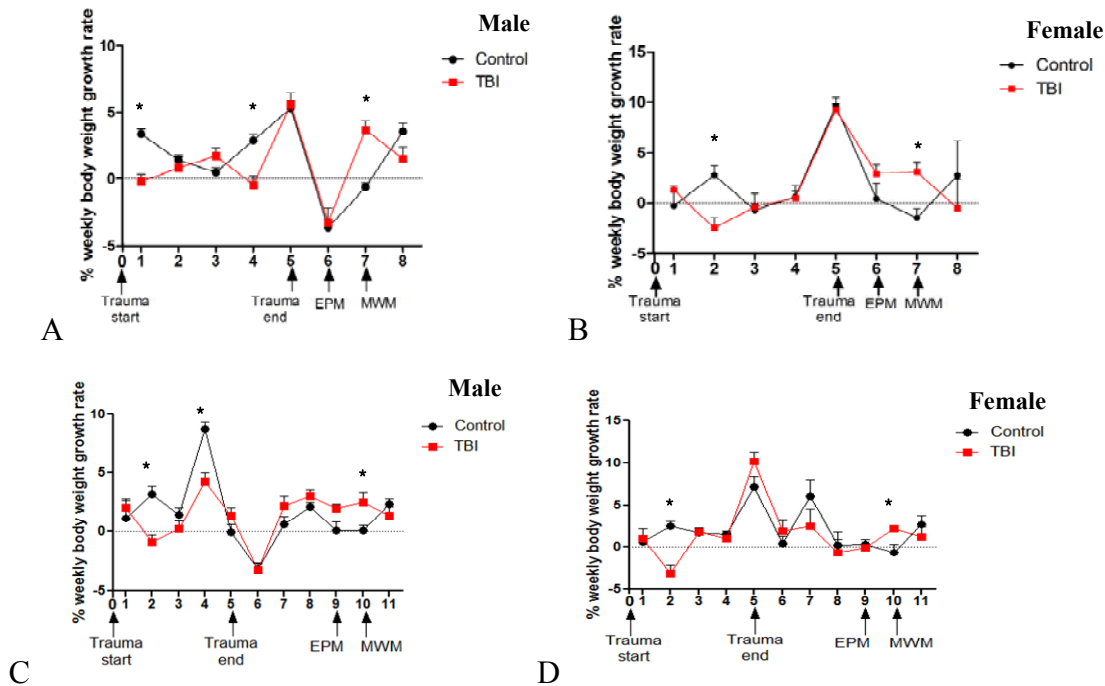 Male
Control
TBI
% weekly body weight growth rate
10
5
0
-5
0 1 2 3 4 5 6 7 8
Trauma
start
Trauma
end
EPM
MWM
*
*
*
A
Female
Control
TBI
% weekly body weight growth rate
15
10
5
0
-5
0 1 2 3 4 5 6 7 8
Trauma
start
Trauma
end
EPM
MWM
*
*
B
Male
Control
TBI
% weekly body weight growth rate
10
5
0
-5
0 1 2 3 4 5 6 7 8 9 10 11
Trauma
start
Trauma
end
EPM
MWM
*
*
*
C
Female
Control
TBI
% weekly body weight growth rate
15
10
5
0
-5
0 1 2 3 4 5 6 7 8 9 10 11
Trauma
start
Trauma
end
EPM
MWM
*
*
D